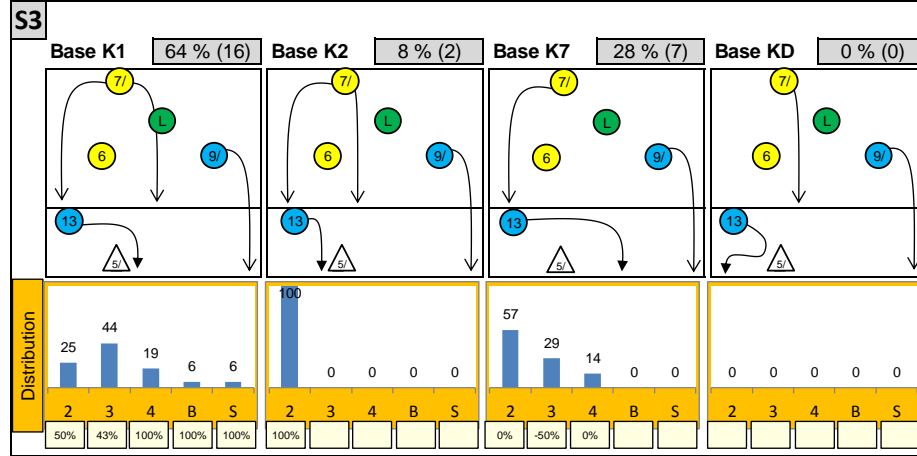 S3
Base K1 64 % (16) Base K2 8 % (2) Base K7 28 % (7) Base KD 0 % (0)
7/ 7/ 7/ 7/
L L L L
6 9/ 6 9/ 6 9/ 6 9/
13 13 13 13
5/ 5/ 5/ 5/
Distribution
25 44 19 6 6 100 0 0 0 0 57 29 14 0 0 0 0 0 0 0
2 3 4 B S 2 3 4 B S 2 3 4 B S 2 3 4 B S
50% 43% 100% 100% 100% 100% 0% -50% 0%